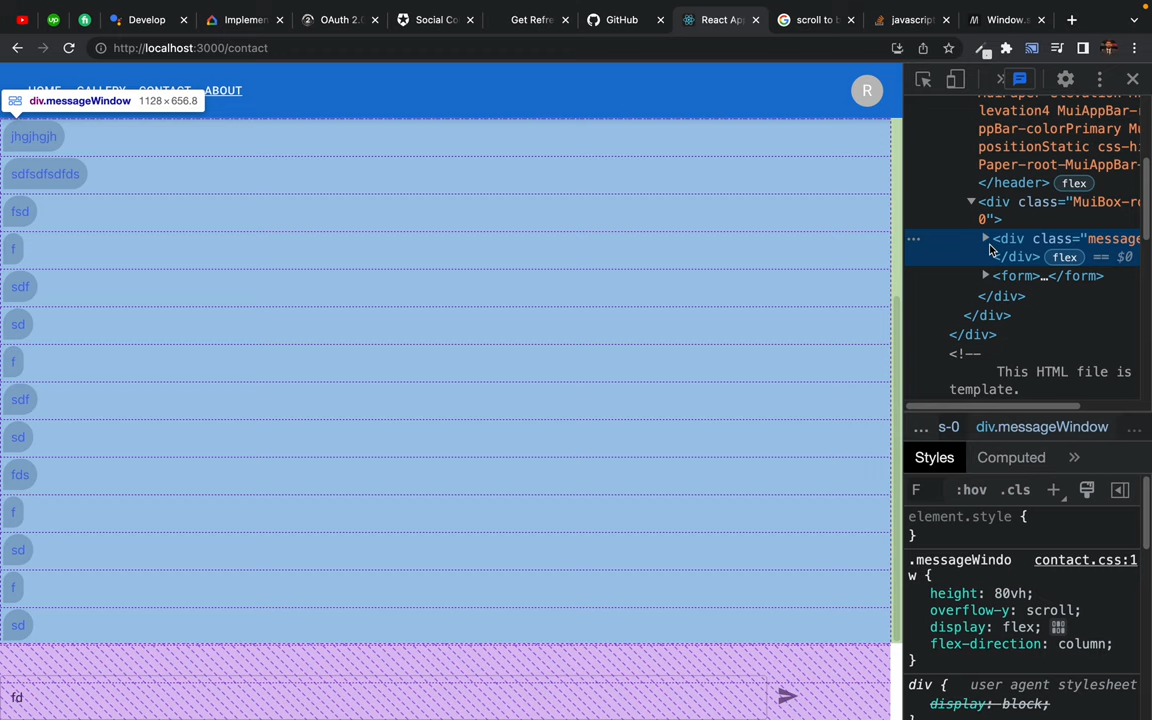 Develop
Implemen
OAuth 2.0
Social Co
Get Refre
GitHub
React App
scroll to b
javascript
Window.s
http://localhost:3000/contact
HOME GALLERY CONTACT ABOUT
R
div.messageWindow 1128×656.8
jhgjhgjh
sdfsdfsdfds
fsd
f
sdf
sd
f
sdf
sd
fds
f
sd
f
sd
fd
levation4 MuiAppBar-
ppBar-colorPrimary Mu
positionStatic css-hi
Paper-root-MuiAppBar-
</header> flex
<div class="MuiBox-ro
0">
<div class="message
</div> flex == $0
<form>…</form>
</div>
</div>
</div>
<!--
This HTML file is
template.
... s-0 div.messageWindow ...
Styles Computed
F :hov .cls
element.style {
}
.messageWindo contact.css:1
w {
height: 80vh;
overflow-y: scroll;
display: flex;
flex-direction: column;
}
div { user agent stylesheet
display: block;